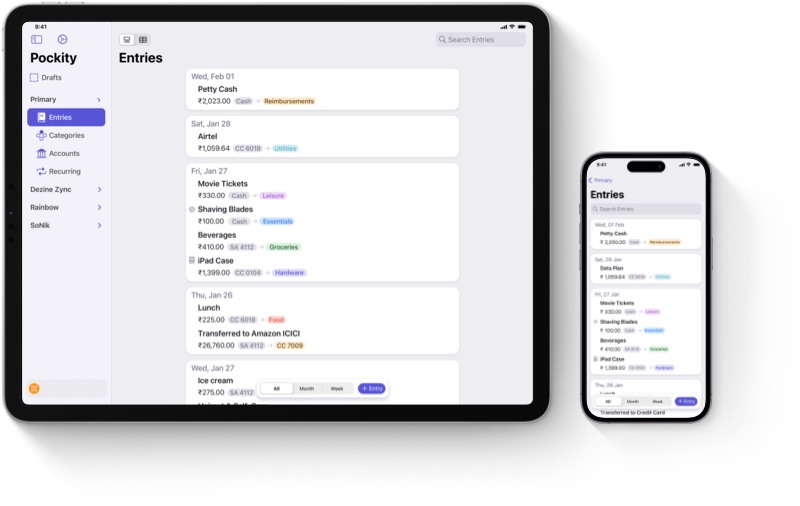 9:41
Search Entries
Pockity
Entries
Drafts
Primary
Entries
Categories
Accounts
Recurring
Dezine Zync
Rainbow
SoNik
Wed, Feb 01
Petty Cash
₹2,023.00 Cash → Reimbursements
Sat, Jan 28
Airtel
₹1,059.64 CC 6018 → Utilities
Fri, Jan 27
Movie Tickets
₹330.00 Cash → Leisure
Shaving Blades
₹100.00 Cash → Essentials
Beverages
₹410.00 SA 4112 → Groceries
iPad Case
₹1,399.00 CC 0104 → Hardware
Thu, Jan 26
Lunch
₹225.00 CC 6018 → Food
Transferred to Amazon ICICI
₹26,760.00 SA 4112 → CC 7009
Wed, Jan 27
Ice cream
₹275.00 SA 4112
All Month Week + Entry
9:41
Primary
Entries
Search Entries
Wed, 01 Feb
Petty Cash
₹ 2,000.00 Cash → Reimbursements
Sat, 28 Jan
Data Plan
₹ 1,059.64 → Utilities
Fri, 27 Jan
Movie Tickets
₹ 330.00 Cash → Leisure
Shaving Blades
₹ 100.00 Cash → Essentials
Beverages
₹ 410.00 SA 4112 → Groceries
iPad Case
₹ 1,399.00 CC 0104 → Hardware
Thu, 26 Jan
Lunch
All Month Week + Entry
Transferred to Credit Card